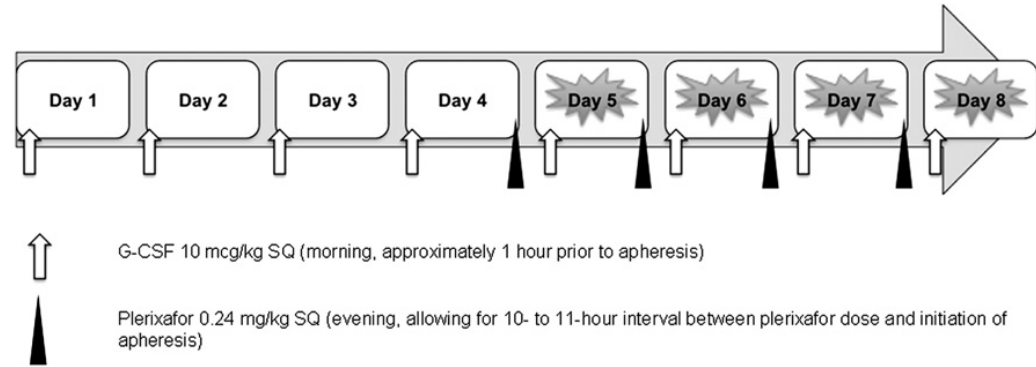 Day 1
Day 2
Day 3
Day 4
Day 5
Day 6
Day 7
Day 8
G-CSF 10 mcg/kg SQ (morning, approximately 1 hour prior to apheresis)
Plerixafor 0.24 mg/kg SQ (evening, allowing for 10- to 11-hour interval between plerixafor dose and initiation of
apheresis)